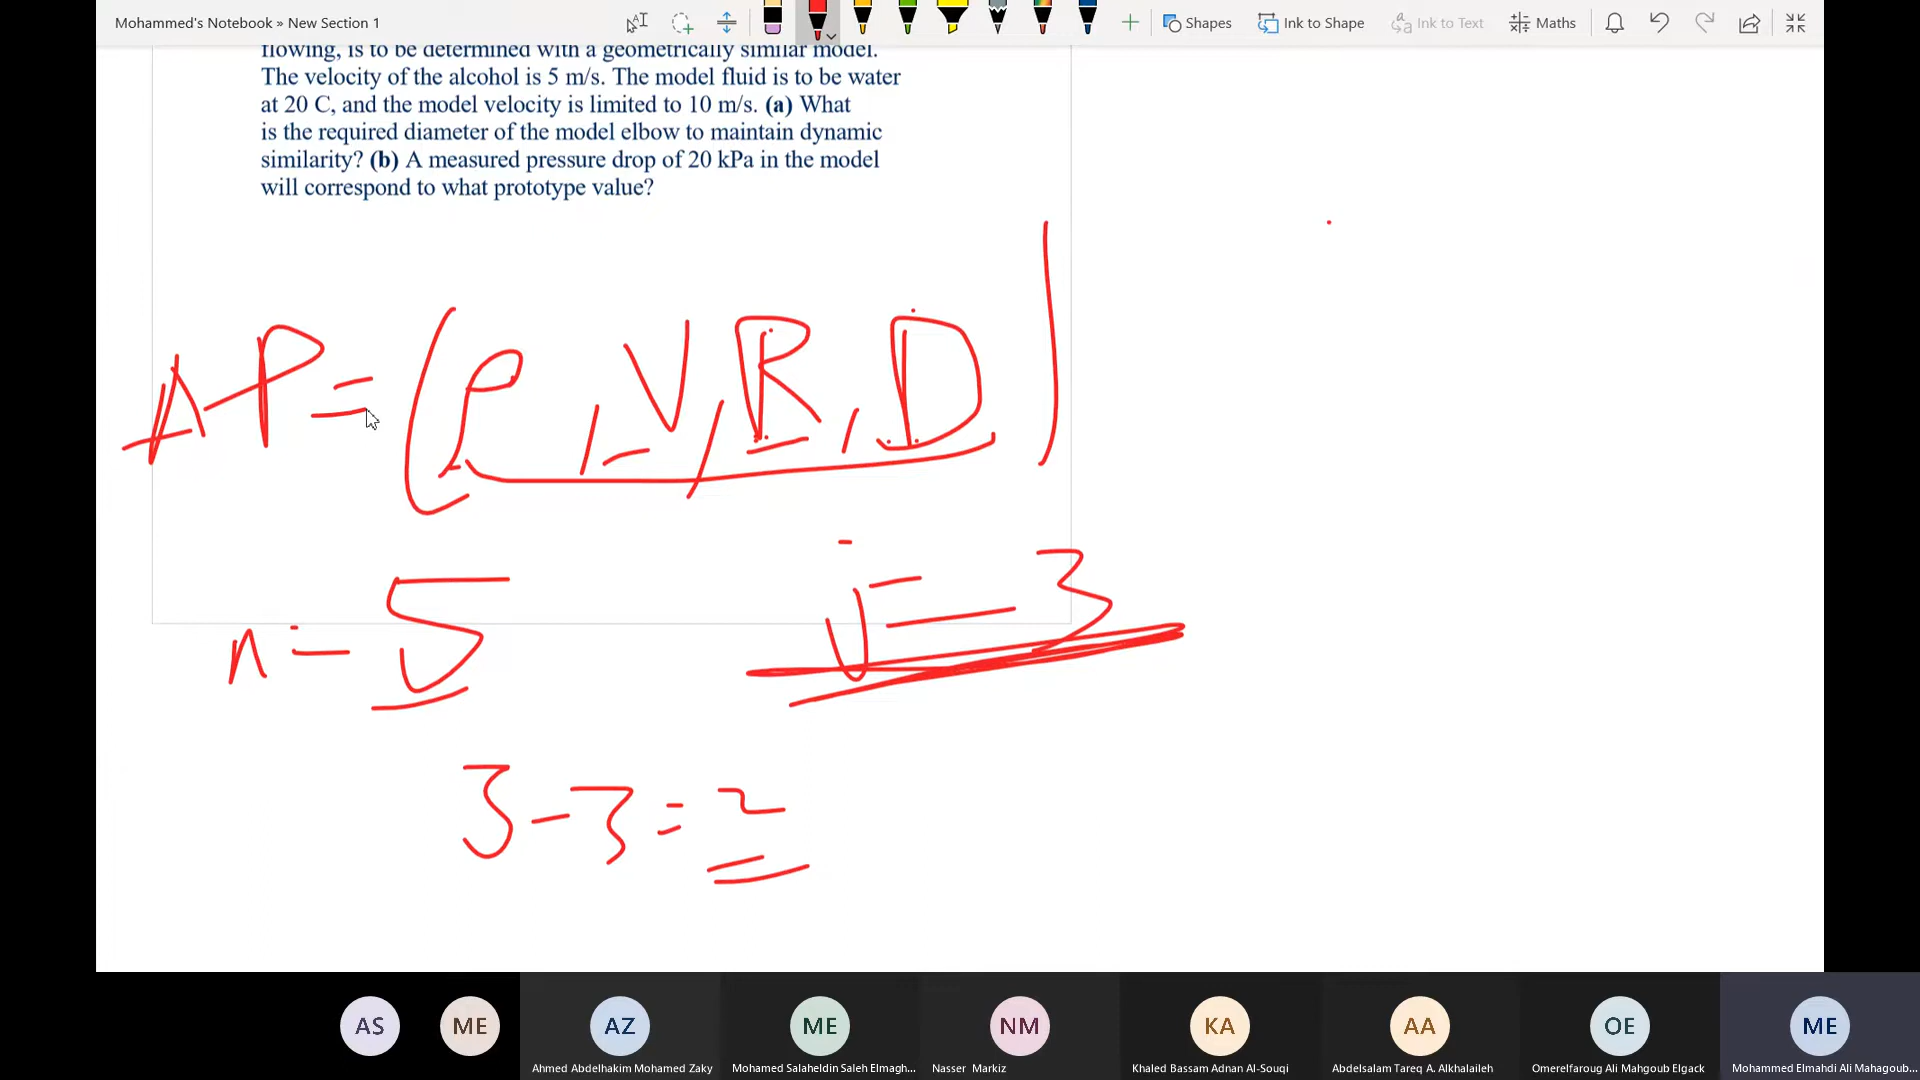 Mohammed's Notebook » New Section 1
Shapes Ink to Shape Ink to Text Maths
flowing, is to be determined with a geometrically similar model.
The velocity of the alcohol is 5 m/s. The model fluid is to be water
at 20 C, and the model velocity is limited to 10 m/s. (a) What
is the required diameter of the model elbow to maintain dynamic
similarity? (b) A measured pressure drop of 20 kPa in the model
will correspond to what prototype value?
ΔP = (ρ, V, R, D)
n = 5
j = 3
3 - 3 = 2
AS ME AZ ME NM KA AA OE ME
Ahmed Abdelhakim Mohamed Zaky Mohamed Salaheldin Saleh Elmagh... Nasser Markiz Khaled Bassam Adnan Al-Souqi Abdelsalam Tareq A. Alkhalaileh Omerelfaroug Ali Mahgoub Elgack Mohammed Elmahdi Ali Mahagoub...